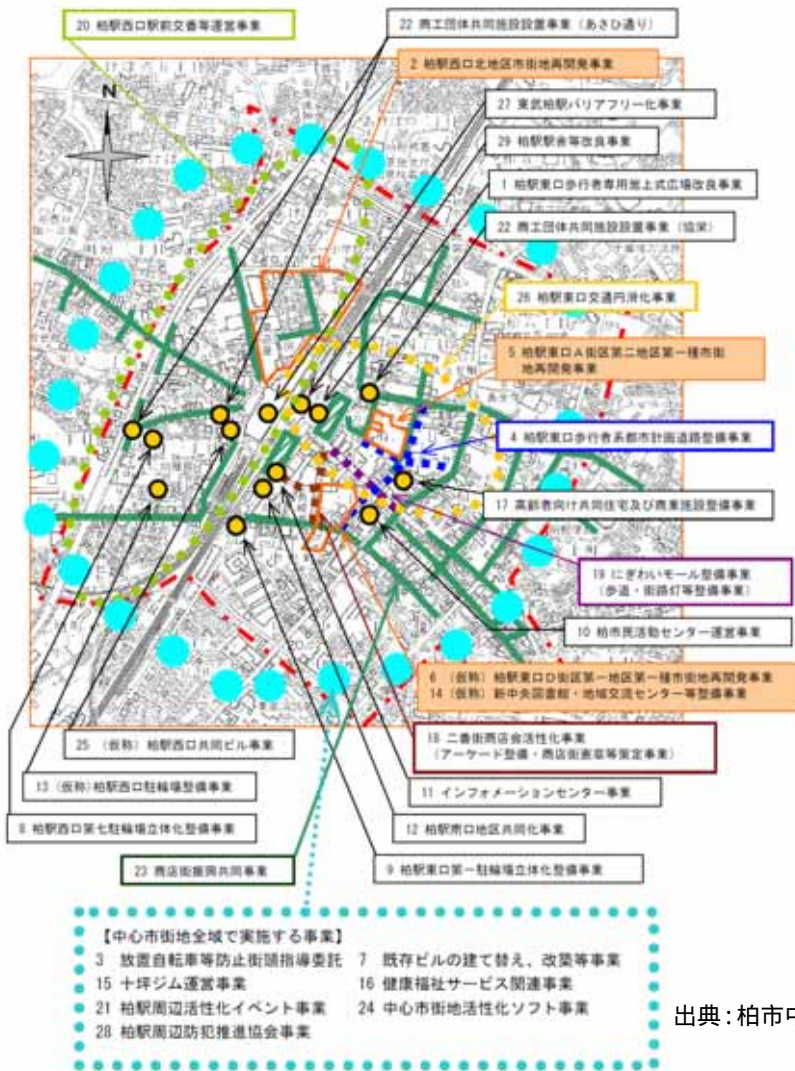 20 柏駅西口駅前交番等運営事業
22 商工団体共同施設設置事業（あさひ通り）
2 柏駅西口北地区市街地再開発事業
N
27 東武柏駅バリアフリー化事業
29 柏駅駅舎等改良事業
1 柏駅東口歩行者専用嵩上式広場改良事業
22 商工団体共同施設設置事業（協栄）
26 柏駅東口交通円滑化事業
5 柏駅東口A街区第二地区第一種市街
地再開発事業
4 柏駅東口歩行者系都市計画道路整備事業
17 高齢者向け共同住宅及び商業施設整備事業
19 にぎわいモール整備事業
（歩道・街路灯等整備事業）
10 柏市民活動センター運営事業
6 （仮称）柏駅東口D街区第一地区第一種市街地再開発事業
14（仮称）新中央図書館・地域交流センター等整備事業
25 （仮称）柏駅西口共同ビル事業
18 二番街商店会活性化事業
（アーケード整備・商店街憲章等策定事業）
13（仮称）柏駅西口駐輪場整備事業
11 インフォメーションセンター事業
8 柏駅西口第七駐輪場立体化整備事業
12 柏駅南口地区共同化事業
23 商店街振興共同事業
9 柏駅東口第一駐輪場立体化整備事業
【中心市街地全域で実施する事業】
3 放置自転車等防止街頭指導委託 7 既存ビルの建て替え、改築等事業
15 十坪ジム運営事業 16 健康福祉サービス関連事業
21 柏駅周辺活性化イベント事業 24 中心市街地活性化ソフト事業
28 柏駅周辺防犯推進協会事業
出典：柏市中